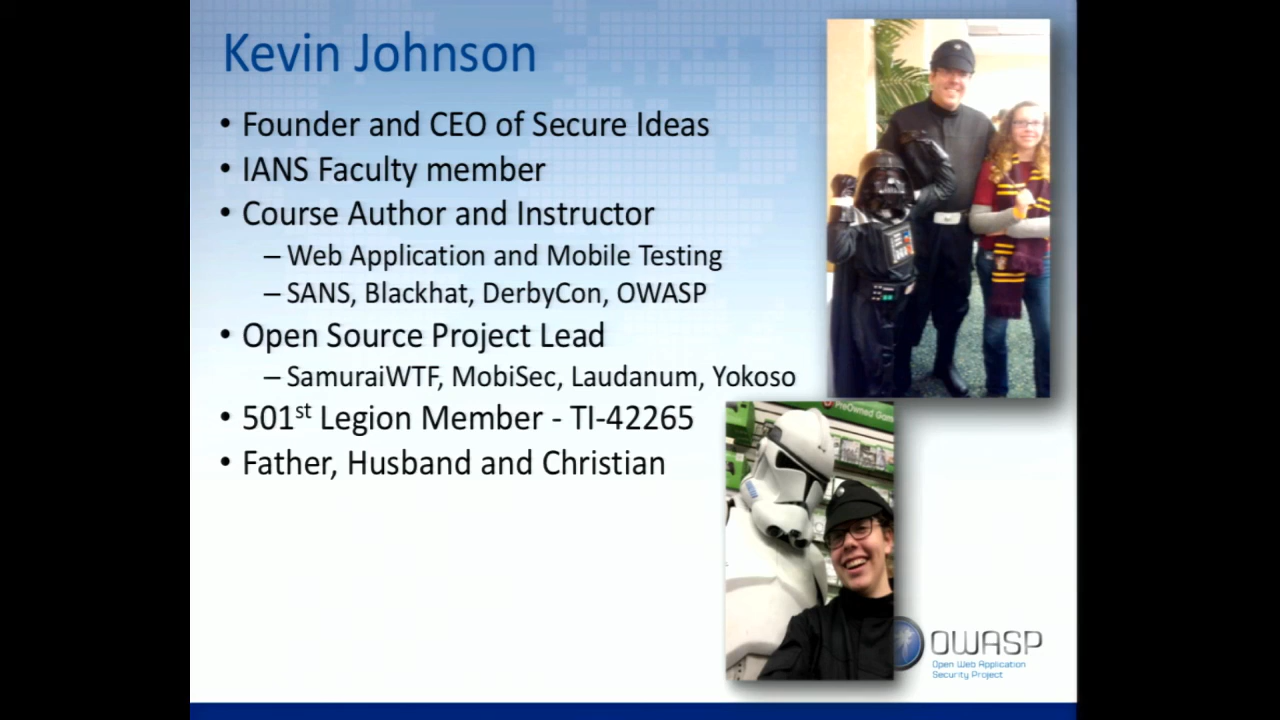 Kevin Johnson
• Founder and CEO of Secure Ideas
• IANS Faculty member
• Course Author and Instructor
– Web Application and Mobile Testing
– SANS, Blackhat, DerbyCon, OWASP
• Open Source Project Lead
– SamuraiWTF, MobiSec, Laudanum, Yokoso
• 501st Legion Member - TI-42265
• Father, Husband and Christian
PreOwned Gam
OWASP
Open Web Application
Security Project